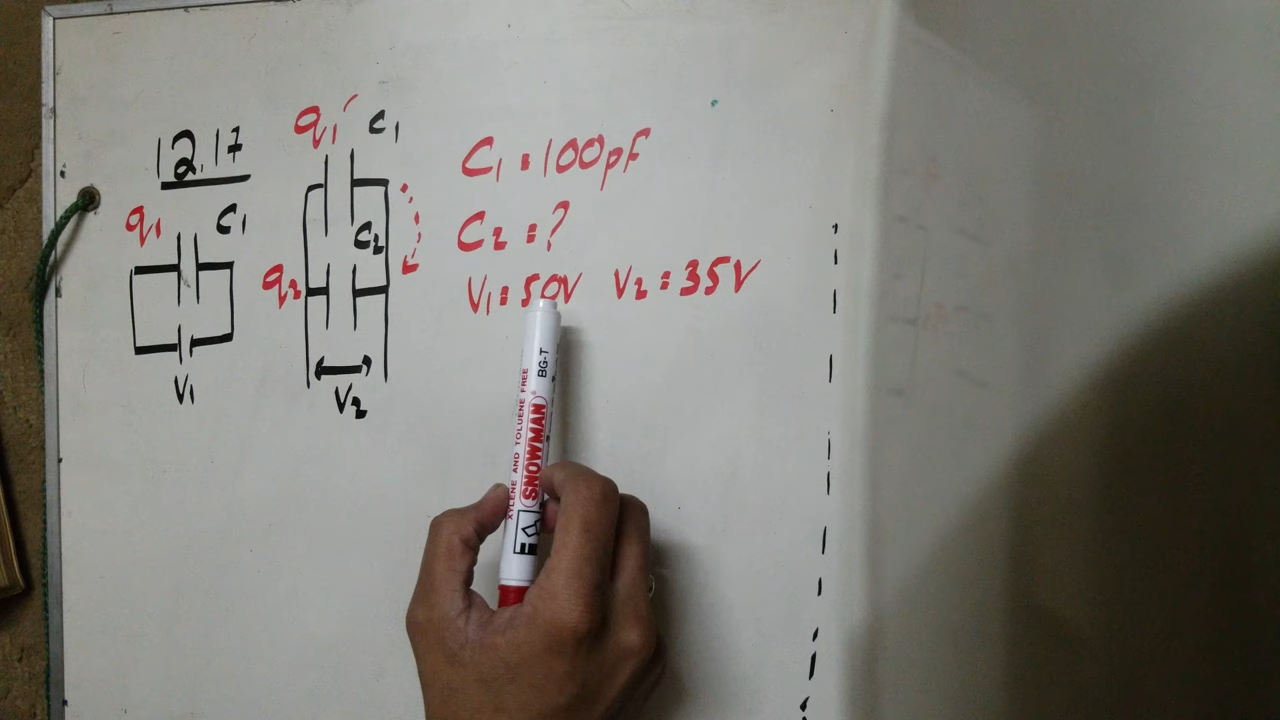 12.17
q1 C1
V1
q1' C1
C2
q2
V2
C1 = 100pF
C2 = ?
V1 = 50V V2 = 35V
XYLENE AND TOLUENE FREE
SNOWMAN
BG-T